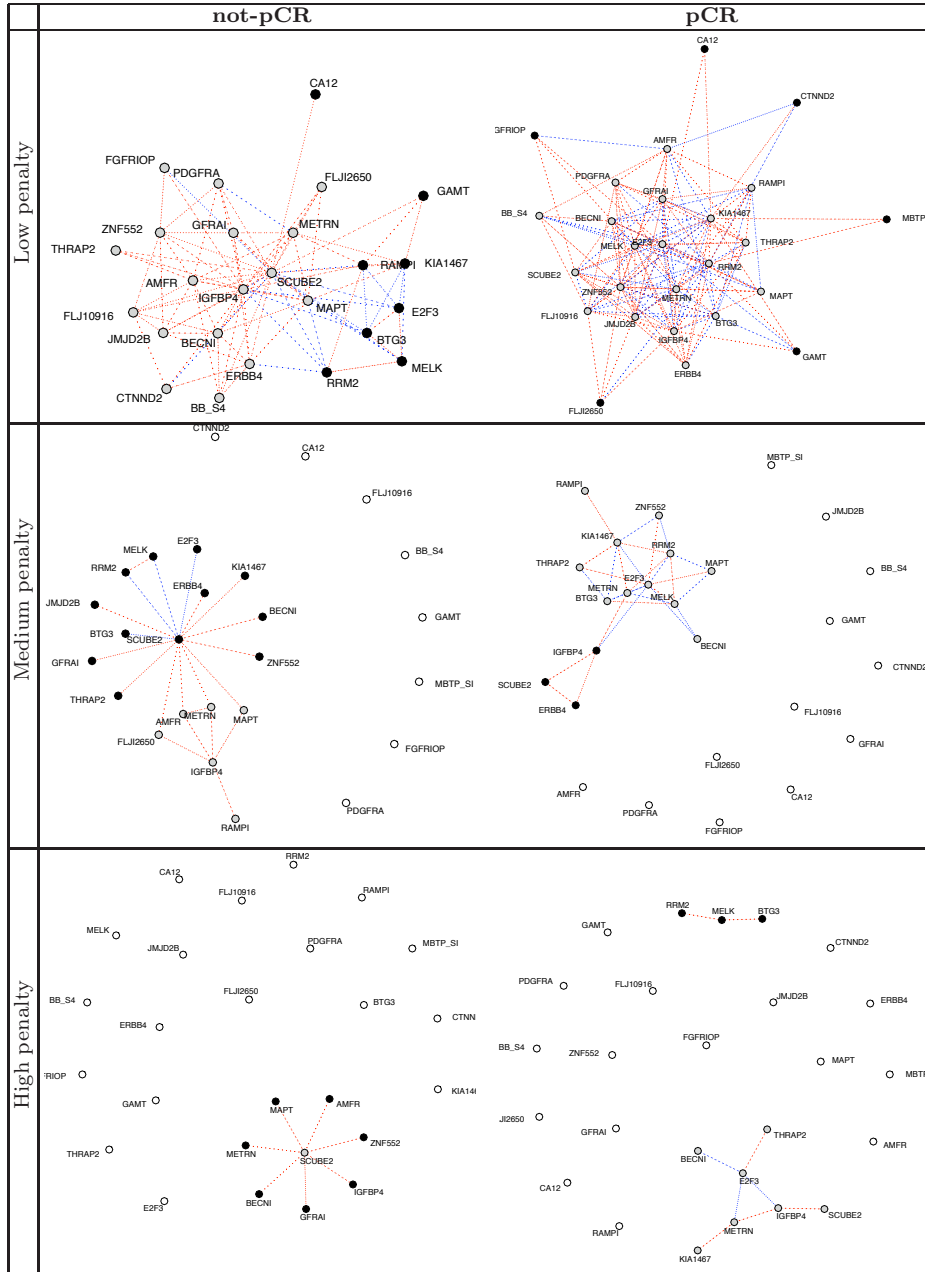 not-pCR pCR
Low penalty
CA12
FGFRIOP
PDGFRA
FLJI2650
GAMT
ZNF552
GFRAI
METRN
THRAP2
RAMPI
KIA1467
AMFR
SCUBE2
IGFBP4
MAPT
E2F3
FLJ10916
JMJD2B
BECNI
BTG3
ERBB4
MELK
CTNND2
RRM2
BB_S4
CA12
CTNND2
GFRIOP
AMFR
PDGFRA
GFRAI
RAMPI
BB_S4
BECNI
KIA1467
MBTP
MELK
E2F3
THRAP2
SCUBE2
RRM2
ZNF552
METRN
MAPT
FLJ10916
JMJD2B
BTG3
IGFBP4
GAMT
ERBB4
FLJI2650
Medium penalty
CTNND2
CA12
FLJ10916
E2F3
MELK
BB_S4
RRM2
KIA1467
ERBB4
JMJD2B
BECNI
GAMT
BTG3
SCUBE2
GFRAI
ZNF552
MBTP_SI
THRAP2
AMFR
METRN
MAPT
FLJI2650
FGFRIOP
IGFBP4
PDGFRA
RAMPI
MBTP_SI
RAMPI
ZNF552
JMJD2B
KIA1467
RRM2
THRAP2
E2F3
MAPT
BB_S4
METRN
BTG3
MELK
GAMT
BECNI
IGFBP4
CTNND2
SCUBE2
ERBB4
FLJ10916
GFRAI
FLJI2650
AMFR
CA12
PDGFRA
FGFRIOP
High penalty
RRM2
CA12
FLJ10916
RAMPI
MELK
JMJD2B
PDGFRA
MBTP_SI
BB_S4
FLJI2650
BTG3
CTNN
ERBB4
FRIOP
KIA14
GAMT
MAPT
AMFR
THRAP2
METRN
ZNF552
SCUBE2
BECNI
IGFBP4
E2F3
GFRAI
RRM2
MELK
BTG3
GAMT
CTNND2
PDGFRA
FLJ10916
JMJD2B
ERBB4
BB_S4
ZNF552
FGFRIOP
MAPT
MBTP
JI2650
GFRAI
THRAP2
AMFR
BECNI
CA12
E2F3
IGFBP4
SCUBE2
RAMPI
METRN
KIA1467